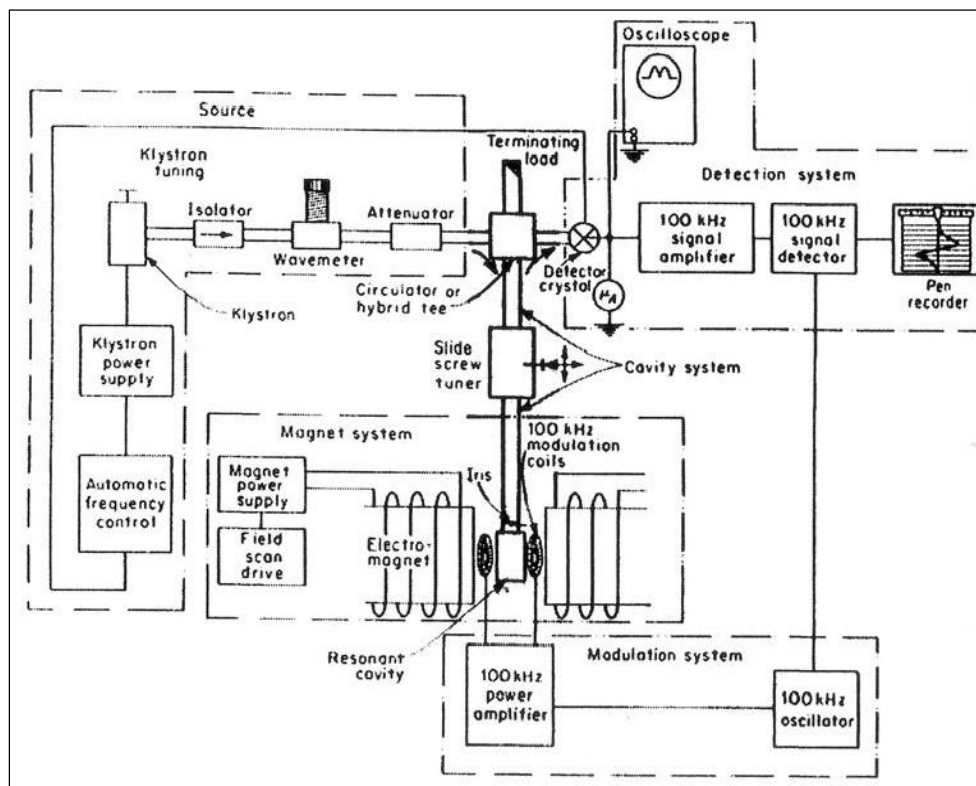 Oscilloscope
Source
Terminating
load
Klystron
tuning
Detection system
Isolator
Attenuator
100 kHz
signal
amplifier
100 kHz
signal
detector
Wavemeter
Detector
crystol
Circulator or
hybrid tee
μA
Pen
recorder
Klystron
Klystron
power
supply
Slide
screw
tuner
Cavity system
Magnet system
100 kHz
modulation
coils
Magnet
power
supply
Iris
Automatic
frequency
control
Field
scan
drive
Electro-
magnet
Resonant
cavity
Modulation system
100 kHz
power
amplifier
100 kHz
oscillator